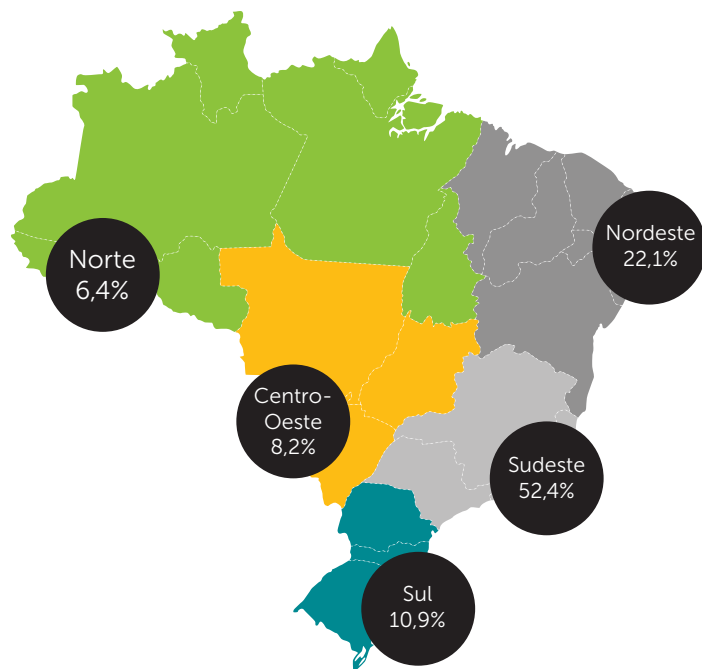 Nordeste
22,1%
Norte
6,4%
Centro-
Oeste
8,2%
Sudeste
52,4%
Sul
10,9%